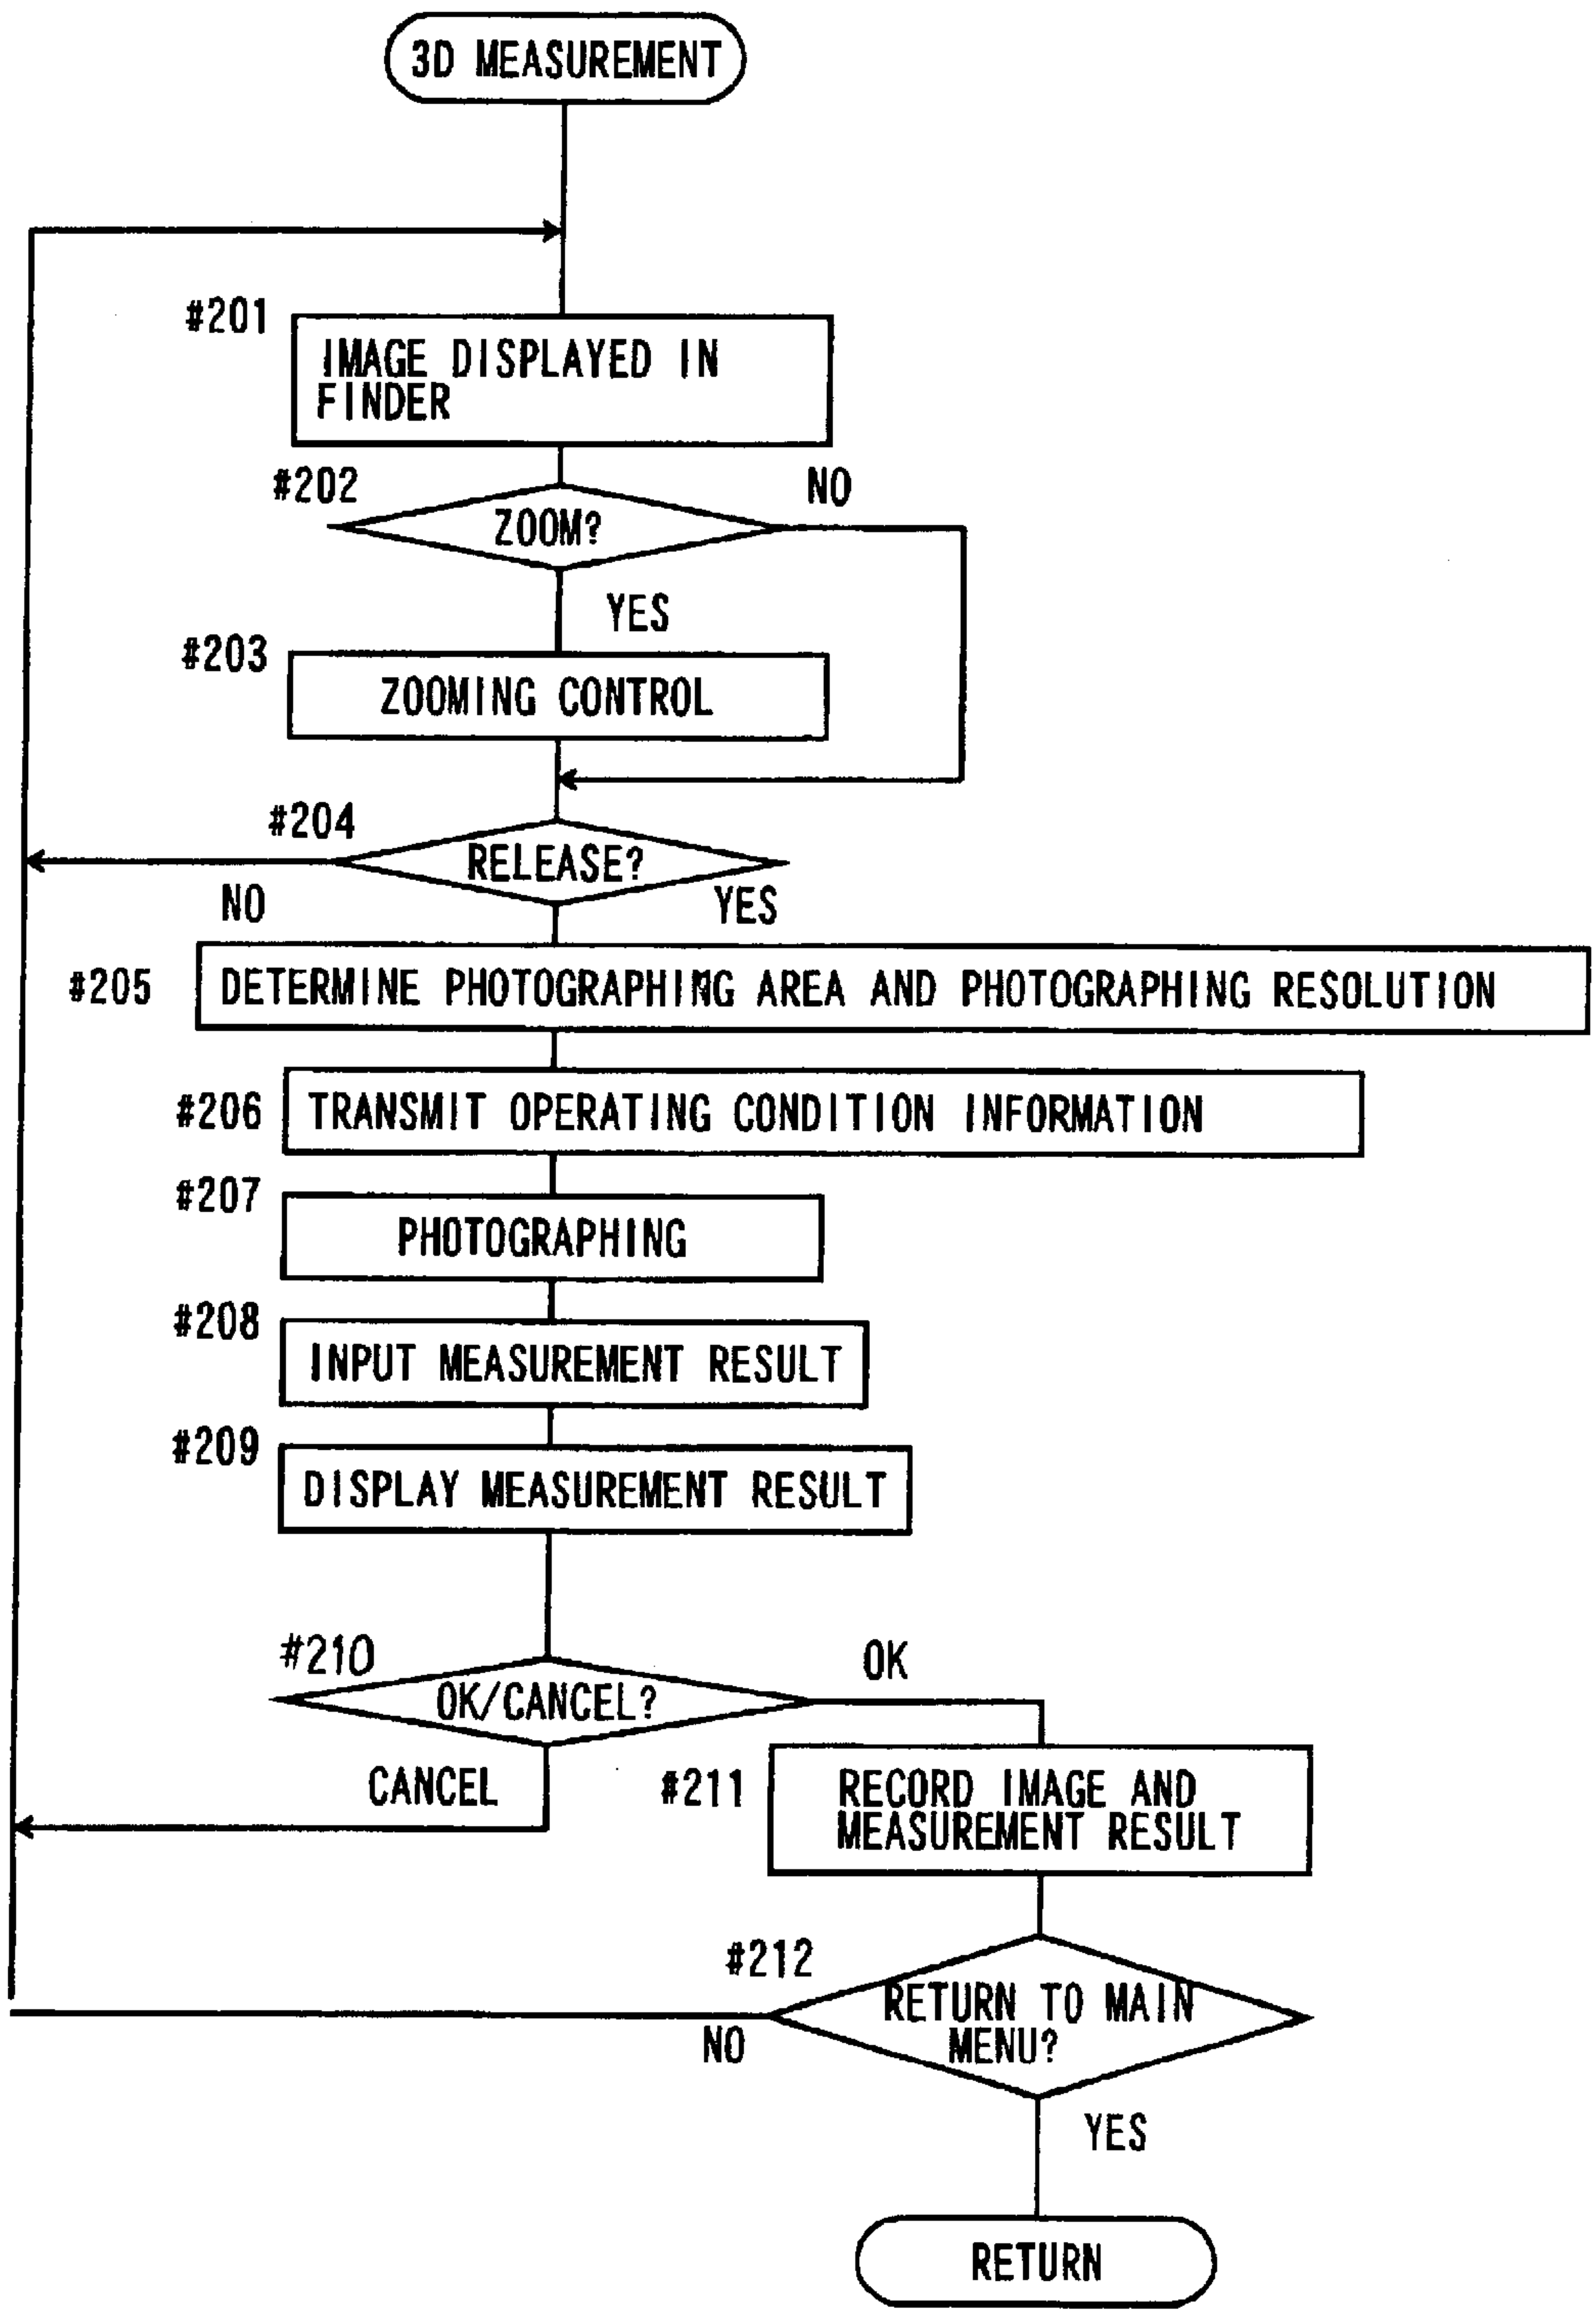 3D MEASUREMENT
#201
IMAGE DISPLAYED IN
FINDER
#202
NO
ZOOM?
YES
#203
ZOOMING CONTROL
#204
RELEASE?
NO
YES
#205
DETERMINE PHOTOGRAPHING AREA AND PHOTOGRAPHING RESOLUTION
#206
TRANSMIT OPERATING CONDITION INFORMATION
#207
PHOTOGRAPHING
#208
INPUT MEASUREMENT RESULT
#209
DISPLAY MEASUREMENT RESULT
#210
OK
OK/CANCEL?
CANCEL
#211
RECORD IMAGE AND
MEASUREMENT RESULT
#212
RETURN TO MAIN
MENU?
NO
YES
RETURN